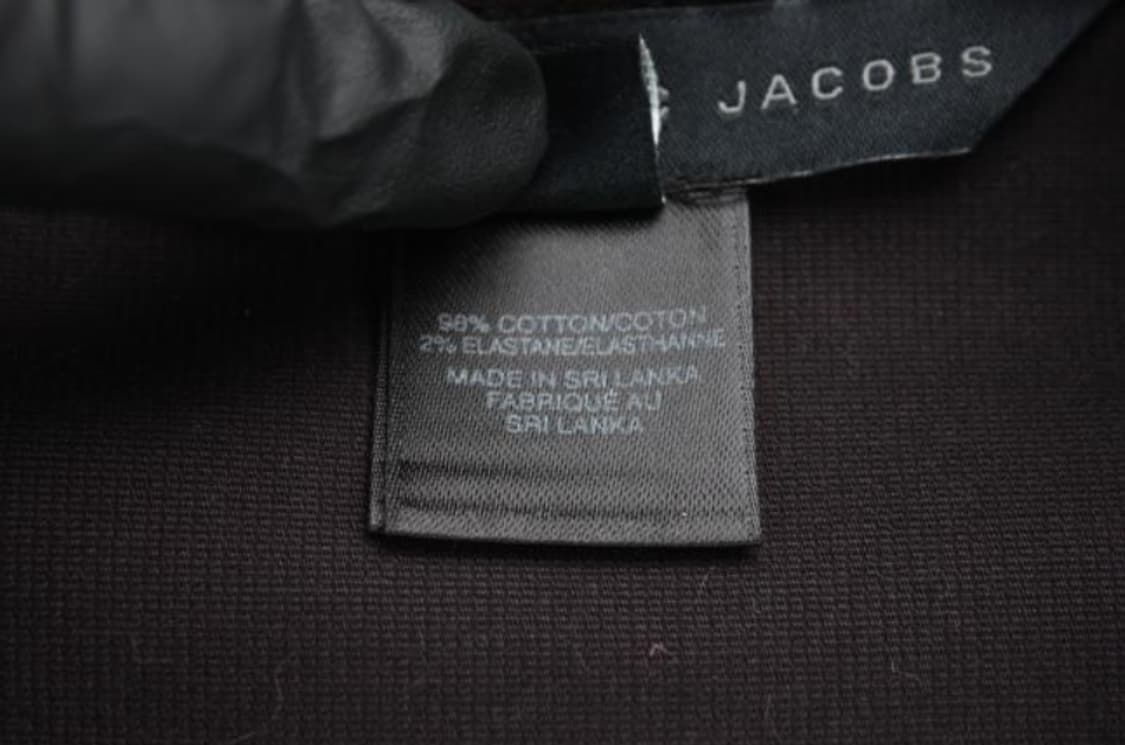 JACOBS
98% COTTON/COTON
2% ELASTANE/ELASTHANNE
MADE IN SRI LANKA
FABRIQUÉ AU
SRI LANKA